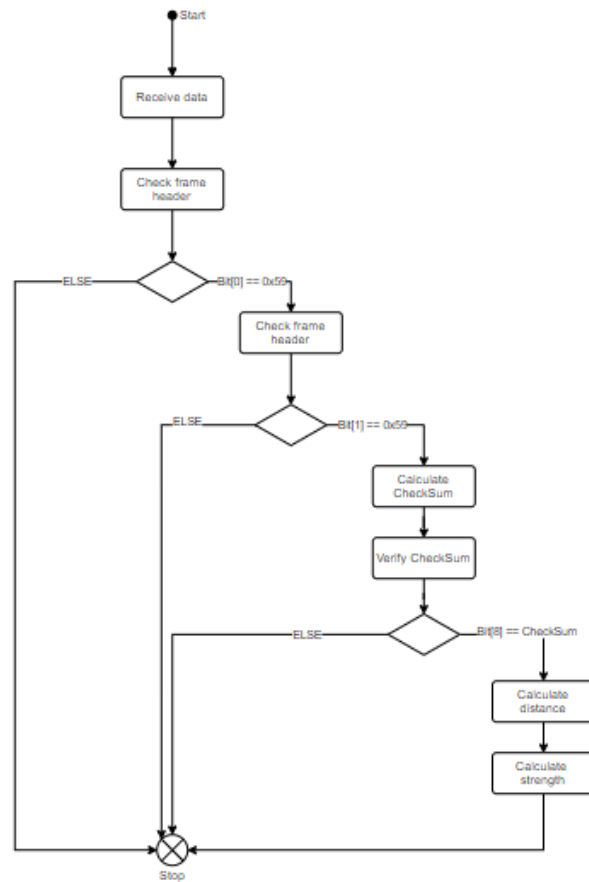 Start
Receive data
Check frame
header
ELSE
Bit[0] == 0x59
Check frame
header
ELSE
Bit[1] == 0x59
Calculate
CheckSum
Verify CheckSum
ELSE
Bit[8] == CheckSum
Calculate
distance
Calculate
strength
Stop